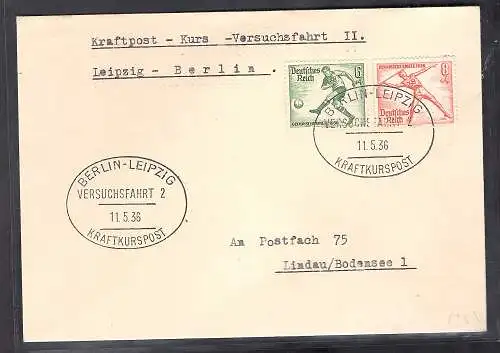 Kraftpost - Kurs -Versuchsfahrt II.
Leipzig - Berlin.
Deutsches Reich 6
8 Deutsches Reich
BERLIN-LEIPZIG
VERSUCHSFAHRT 2
11.5.36
KRAFTKURSPOST
BERLIN-LEIPZIG
VERSUCHSFAHRT 2
11.5.36
KRAFTKURSPOST
Am Postfach 75
Lindau/Bodensee 1